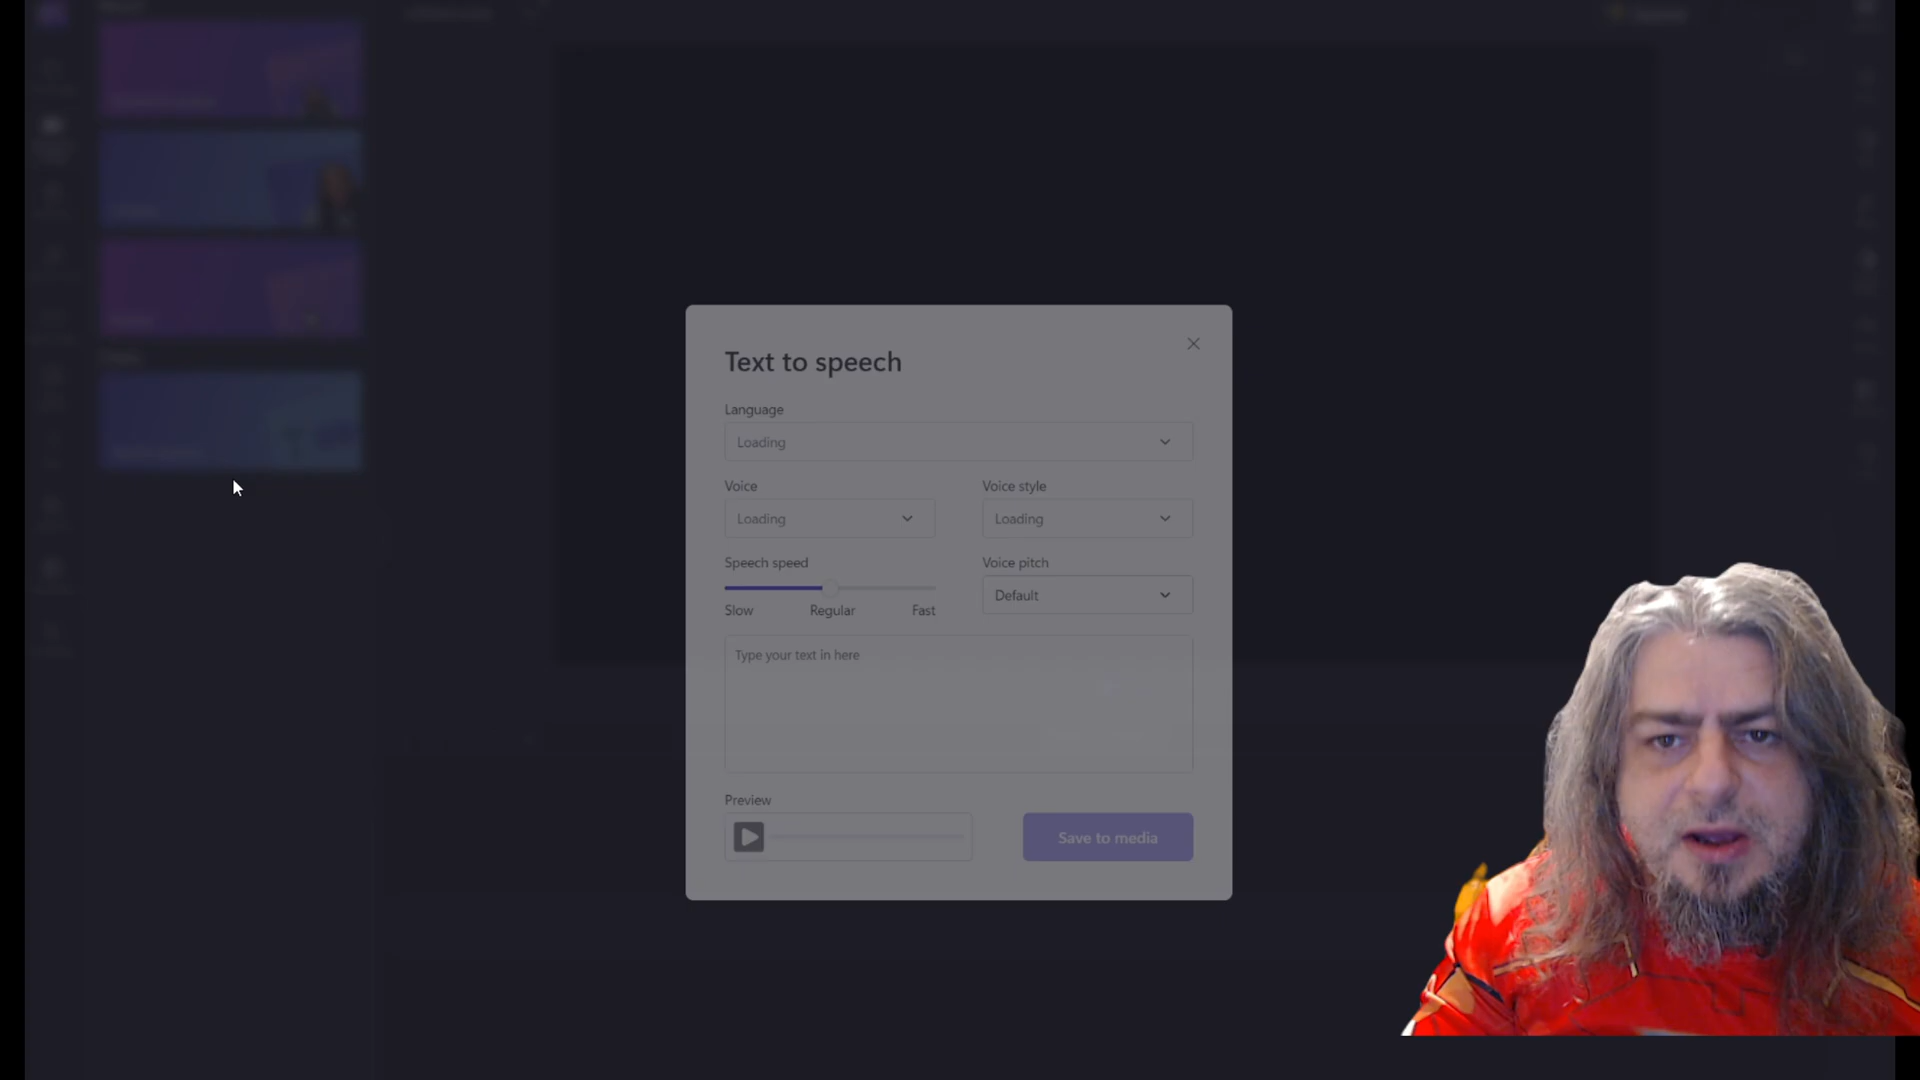 Text to speech
Language
Loading
Voice
Voice style
Loading
Loading
Speech speed
Voice pitch
Slow
Regular
Fast
Default
Type your text in here
Preview
Save to media